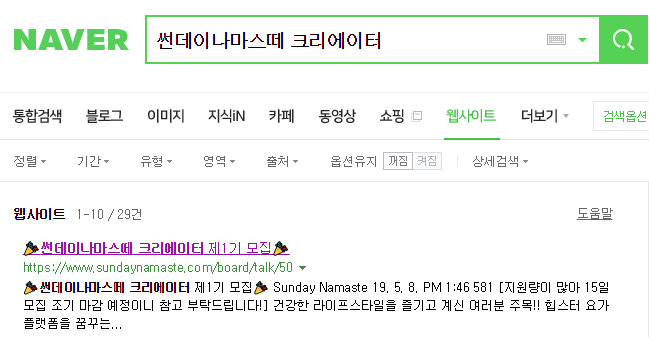 NAVER
썬데이나마스떼 크리에이터
통합검색 블로그 이미지 지식iN 카페 동영상 쇼핑 웹사이트 더보기 검색옵션
정렬 기간 유형 영역 출처 옵션유지 꺼짐 켜짐 상세검색
웹사이트 1-10 / 29건 도움말
🎉썬데이나마스떼 크리에이터 제1기 모집🎉
https://www.sundaynamaste.com/board/talk/50
🎉썬데이나마스떼 크리에이터 제1기 모집🎉 Sunday Namaste 19. 5. 8. PM 1:46 581 [지원량이 많아 15일
모집 조기 마감 예정이니 참고 부탁드립니다!] 건강한 라이프스타일을 즐기고 계신 여러분 주목!! 힙스터 요가
플랫폼을 꿈꾸는...